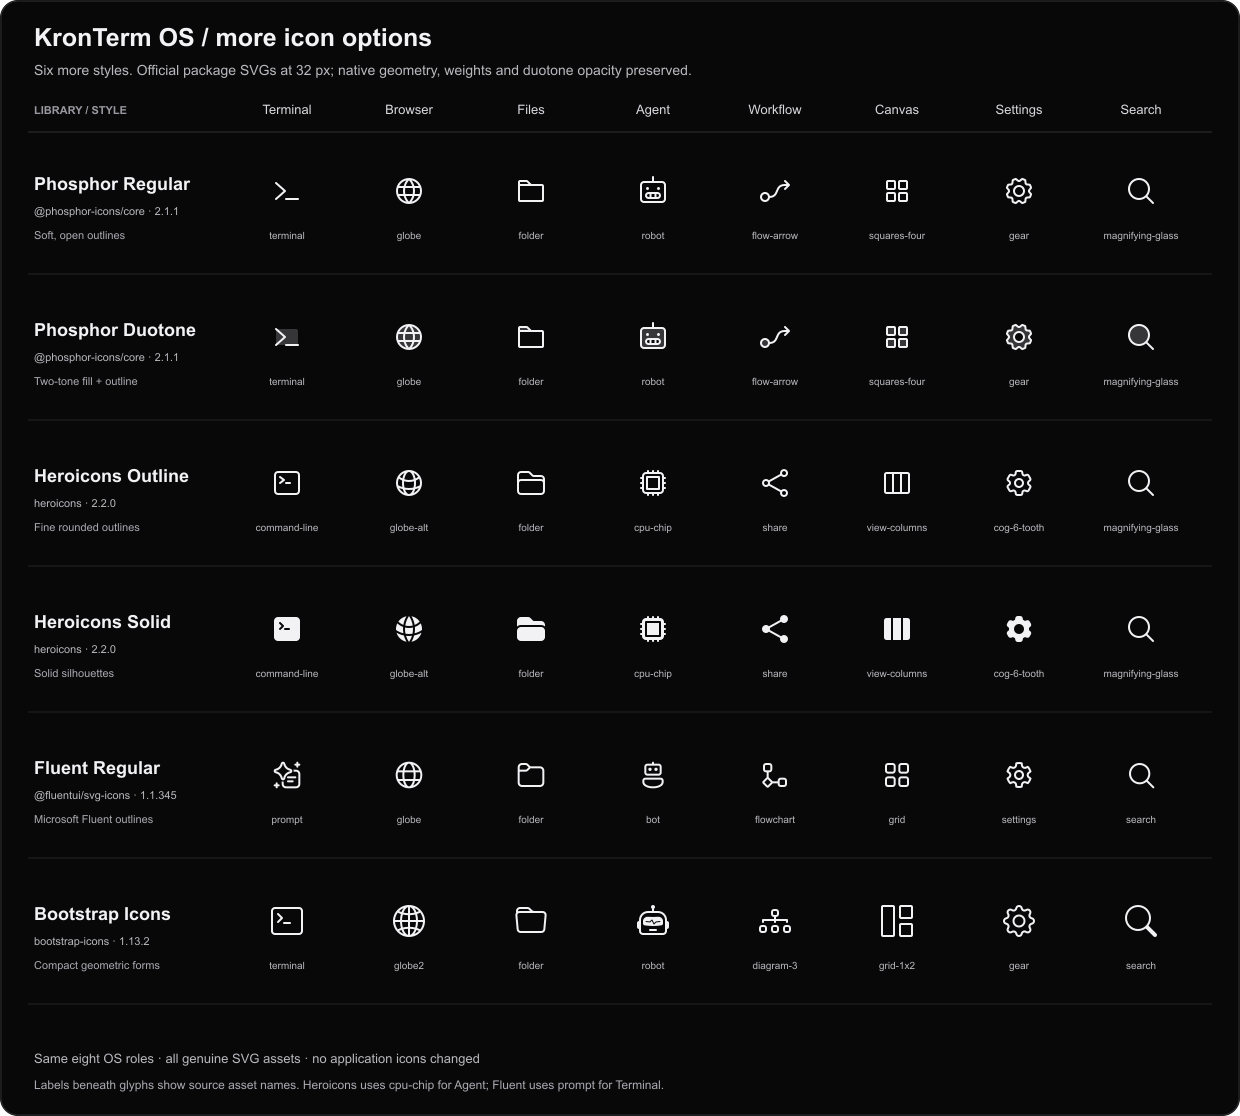 KronTerm OS / more icon options
Six more styles. Official package SVGs at 32 px; native geometry, weights and duotone opacity preserved.
LIBRARY / STYLE Terminal Browser Files Agent Workflow Canvas Settings Search
Phosphor Regular
@phosphor-icons/core · 2.1.1
Soft, open outlines
terminal globe folder robot flow-arrow squares-four gear magnifying-glass
Phosphor Duotone
@phosphor-icons/core · 2.1.1
Two-tone fill + outline
terminal globe folder robot flow-arrow squares-four gear magnifying-glass
Heroicons Outline
heroicons · 2.2.0
Fine rounded outlines
command-line globe-alt folder cpu-chip share view-columns cog-6-tooth magnifying-glass
Heroicons Solid
heroicons · 2.2.0
Solid silhouettes
command-line globe-alt folder cpu-chip share view-columns cog-6-tooth magnifying-glass
Fluent Regular
@fluentui/svg-icons · 1.1.345
Microsoft Fluent outlines
prompt globe folder bot flowchart grid settings search
Bootstrap Icons
bootstrap-icons · 1.13.2
Compact geometric forms
terminal globe2 folder robot diagram-3 grid-1x2 gear search
Same eight OS roles · all genuine SVG assets · no application icons changed
Labels beneath glyphs show source asset names. Heroicons uses cpu-chip for Agent; Fluent uses prompt for Terminal.